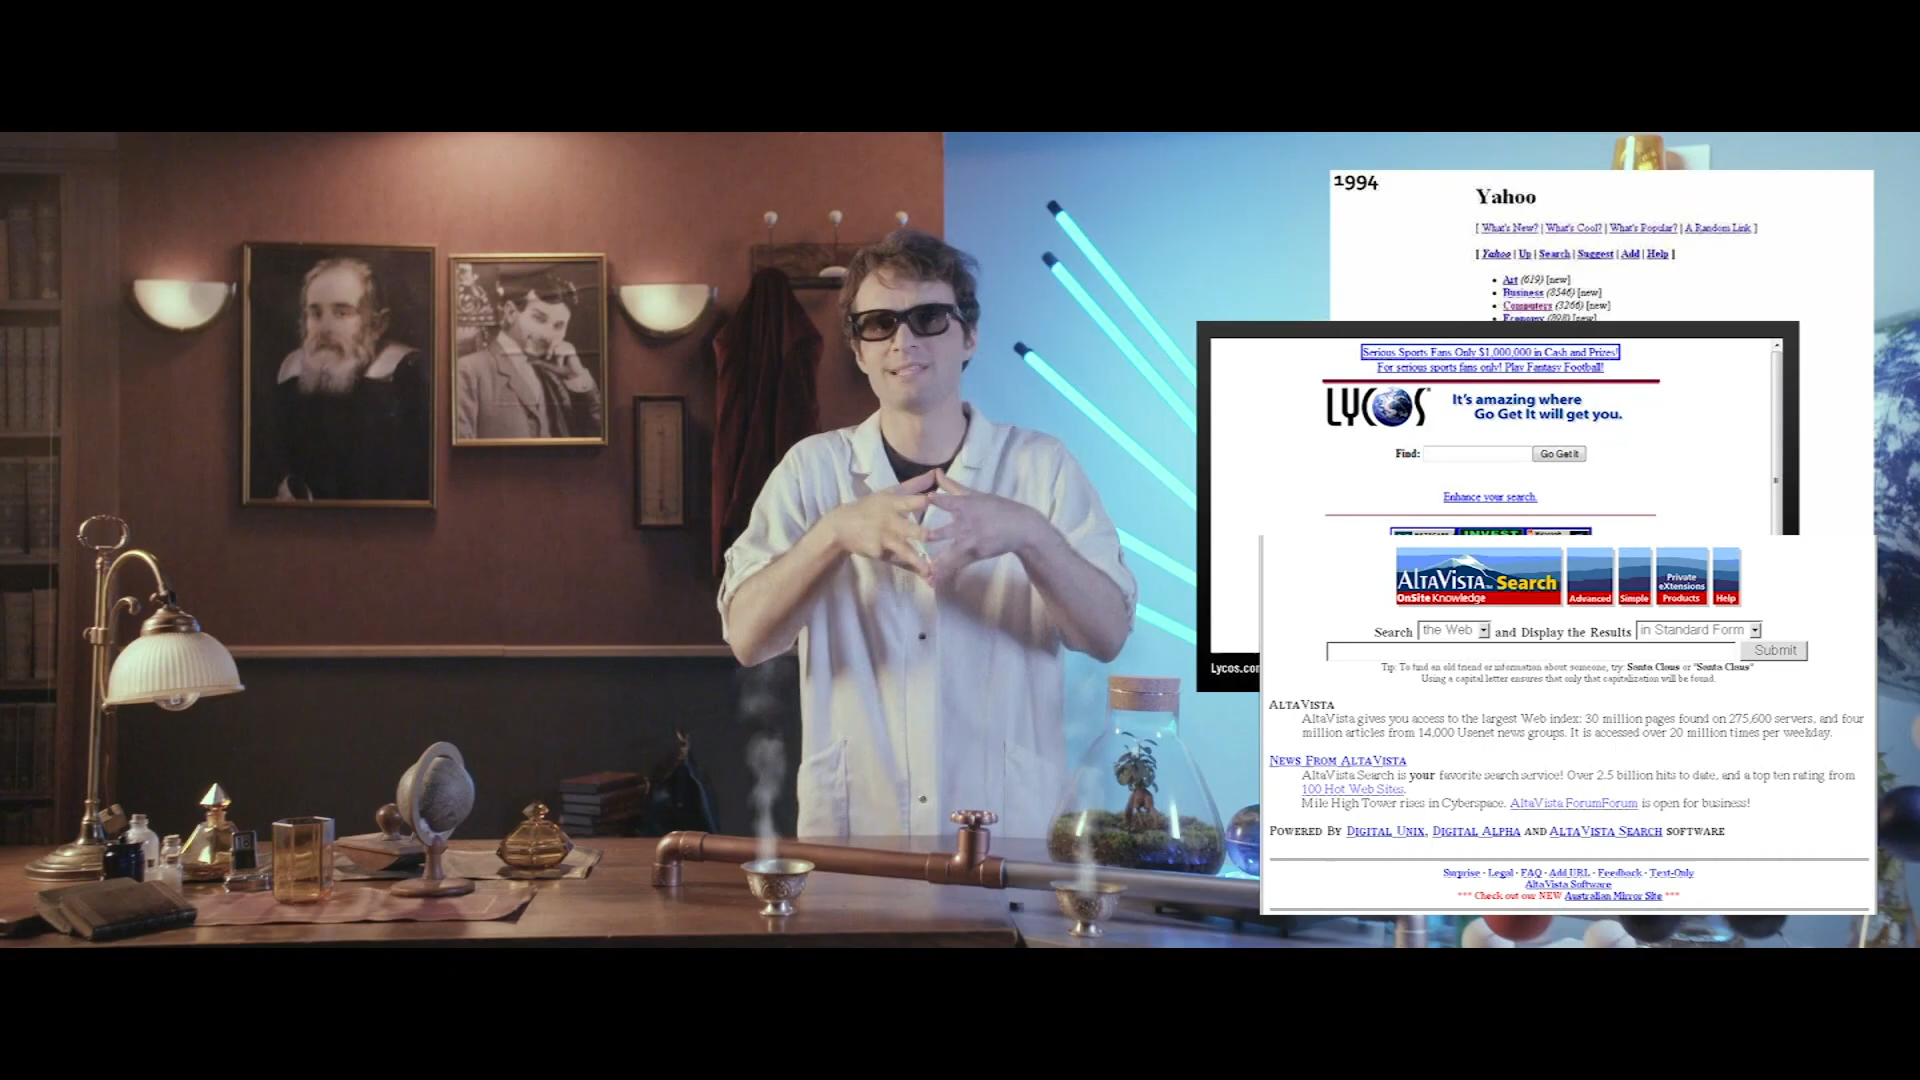 1994
Yahoo
[ What's New? | What's Cool? | What's Popular? | A Random Link ]
[ Yahoo | Up | Search | Suggest | Add | Help ]
Art (619) [new]
Business (8546) [new]
Computers (3266) [new]
Economy (898) [new]
Serious Sports Fans Only $1,000,000 in Cash and Prizes!
For serious sports fans only! Play Fantasy Football!
LYCOS
It's amazing where
Go Get It will get you.
Find: Go Get It
Enhance your search.
INVEST
Lycos.co
ALTAVISTA Search
OnSite Knowledge
Advanced
Simple
Private eXtensions Products
Help
Search the Web and Display the Results in Standard Form
Submit
Tip: To find an old friend or information about someone, try: Santa Claus or "Santa Claus"
Using a capital letter ensures that only that capitalization will be found.
ALTAVISTA
AltaVista gives you access to the largest Web index: 30 million pages found on 275,600 servers, and four
million articles from 14,000 Usenet news groups. It is accessed over 20 million times per weekday.
NEWS FROM ALTAVISTA
AltaVista Search is your favorite search service! Over 2.5 billion hits to date, and a top ten rating from
100 Hot Web Sites.
Mile High Tower rises in Cyberspace. AltaVista ForumForum is open for business!
POWERED BY DIGITAL UNIX, DIGITAL ALPHA AND ALTAVISTA SEARCH SOFTWARE
Surprise - Legal - FAQ - Add URL - Feedback - Text-Only
AltaVista Software
*** Check out our NEW Australian Mirror Site ***
18